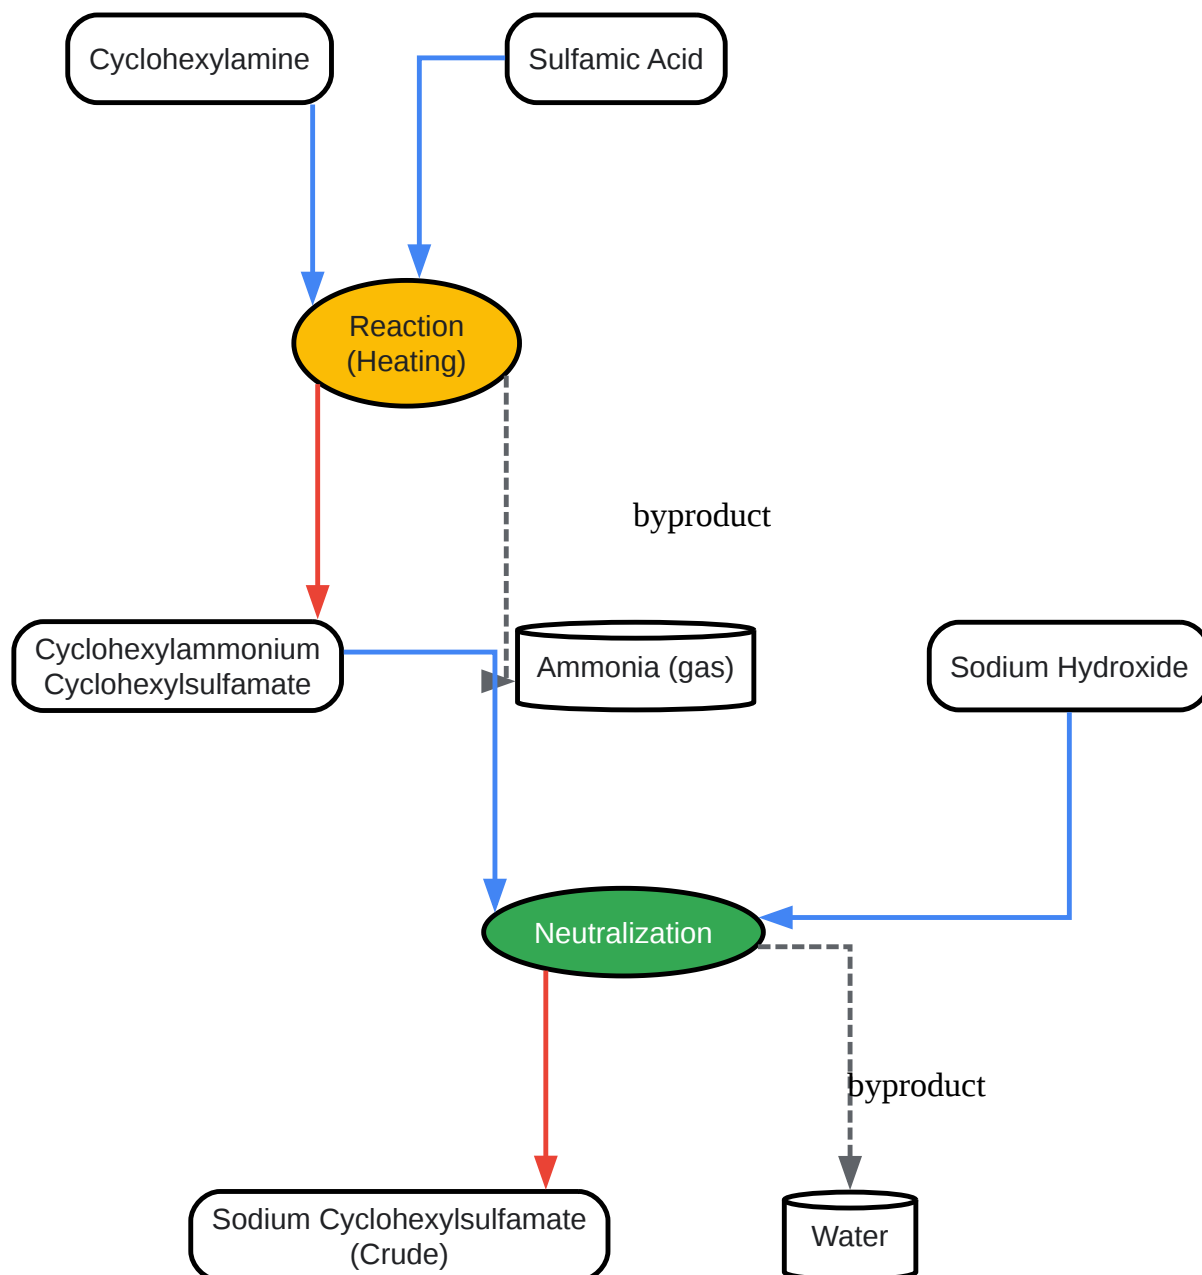 Cyclohexylamine
Sulfamic Acid
Reaction
(Heating)
byproduct
Cyclohexylammonium
Cyclohexylsulfamate
Ammonia (gas)
Sodium Hydroxide
Neutralization
byproduct
Sodium Cyclohexylsulfamate
(Crude)
Water